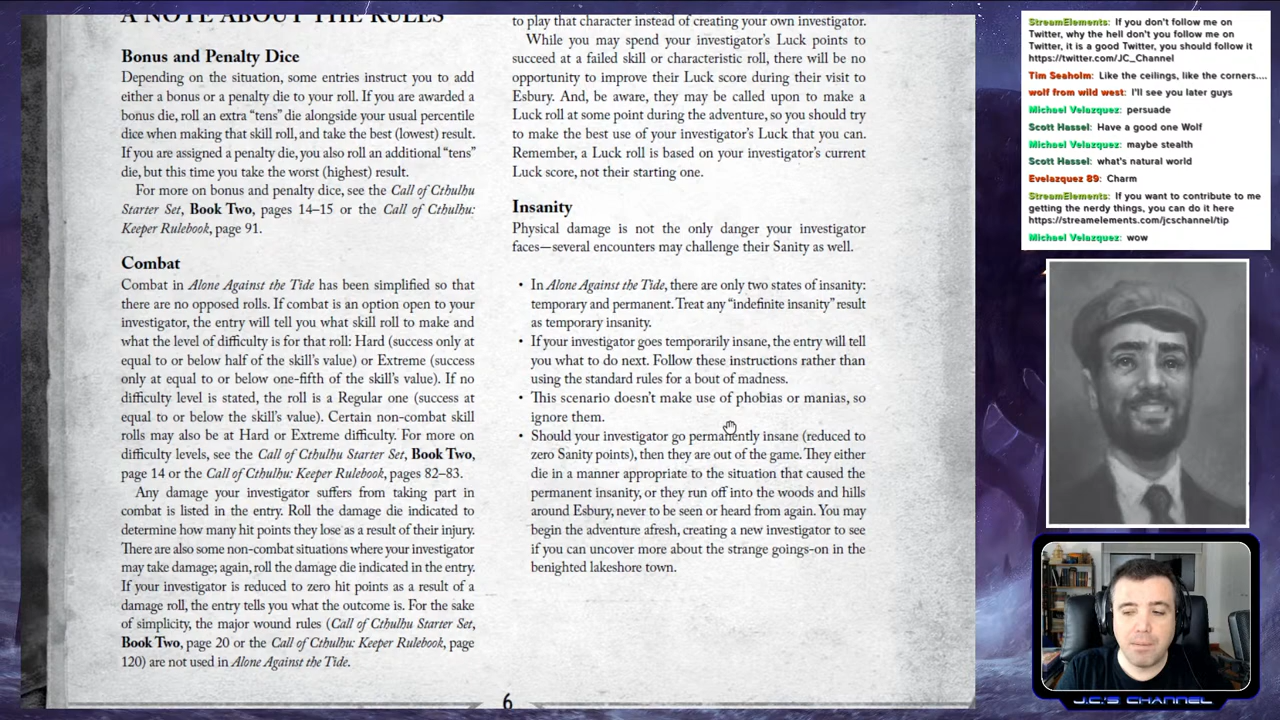 A NOTE ABOUT THE RULES
Bonus and Penalty Dice
Depending on the situation, some entries instruct you to add
either a bonus or a penalty die to your roll. If you are awarded a
bonus die, roll an extra “tens” die alongside your usual percentile
dice when making that skill roll, and take the best (lowest) result.
If you are assigned a penalty die, you also roll an additional “tens”
die, but this time you take the worst (highest) result.
For more on bonus and penalty dice, see the Call of Cthulhu
Starter Set, Book Two, pages 14–15 or the Call of Cthulhu:
Keeper Rulebook, page 91.
Combat
Combat in Alone Against the Tide has been simplified so that
there are no opposed rolls. If combat is an option open to your
investigator, the entry will tell you what skill roll to make and
what the level of difficulty is for that roll: Hard (success only at
equal to or below half of the skill’s value) or Extreme (success
only at equal to or below one-fifth of the skill’s value). If no
difficulty level is stated, the roll is a Regular one (success at
equal to or below the skill’s value). Certain non-combat skill
rolls may also be at Hard or Extreme difficulty. For more on
difficulty levels, see the Call of Cthulhu Starter Set, Book Two,
page 14 or the Call of Cthulhu: Keeper Rulebook, pages 82–83.
Any damage your investigator suffers from taking part in
combat is listed in the entry. Roll the damage die indicated to
determine how many hit points they lose as a result of their injury.
There are also some non-combat situations where your investigator
may take damage; again, roll the damage die indicated in the entry.
If your investigator is reduced to zero hit points as a result of a
damage roll, the entry tells you what the outcome is. For the sake
of simplicity, the major wound rules (Call of Cthulhu Starter Set,
Book Two, page 20 or the Call of Cthulhu: Keeper Rulebook, page
120) are not used in Alone Against the Tide.
to play that character instead of creating your own investigator.
While you may spend your investigator’s Luck points to
succeed at a failed skill or characteristic roll, there will be no
opportunity to improve their Luck score during their visit to
Esbury. And, be aware, they may be called upon to make a
Luck roll at some point during the adventure, so you should try
to make the best use of your investigator’s Luck that you can.
Remember, a Luck roll is based on your investigator’s current
Luck score, not their starting one.
Insanity
Physical damage is not the only danger your investigator
faces—several encounters may challenge their Sanity as well.
• In Alone Against the Tide, there are only two states of insanity:
temporary and permanent. Treat any “indefinite insanity” result
as temporary insanity.
• If your investigator goes temporarily insane, the entry will tell
you what to do next. Follow these instructions rather than
using the standard rules for a bout of madness.
• This scenario doesn’t make use of phobias or manias, so
ignore them.
• Should your investigator go permanently insane (reduced to
zero Sanity points), then they are out of the game. They either
die in a manner appropriate to the situation that caused the
permanent insanity, or they run off into the woods and hills
around Esbury, never to be seen or heard from again. You may
begin the adventure afresh, creating a new investigator to see
if you can uncover more about the strange goings-on in the
benighted lakeshore town.
6
StreamElements: If you don't follow me on
Twitter, why the hell don't you follow me on
Twitter, it is a good Twitter, you should follow it
https://twitter.com/JC_Channel
Tim Seaholm: Like the ceilings, like the corners....
wolf from wild west: I'll see you later guys
Michael Velazquez: persuade
Scott Hassel: Have a good one Wolf
Michael Velazquez: maybe stealth
Scott Hassel: what's natural world
Evelazquez 89: Charm
StreamElements: If you want to contribute to me
getting the nerdy things, you can do it here
https://streamelements.com/jcschannel/tip
Michael Velazquez: wow
J.C.'S CHANNEL